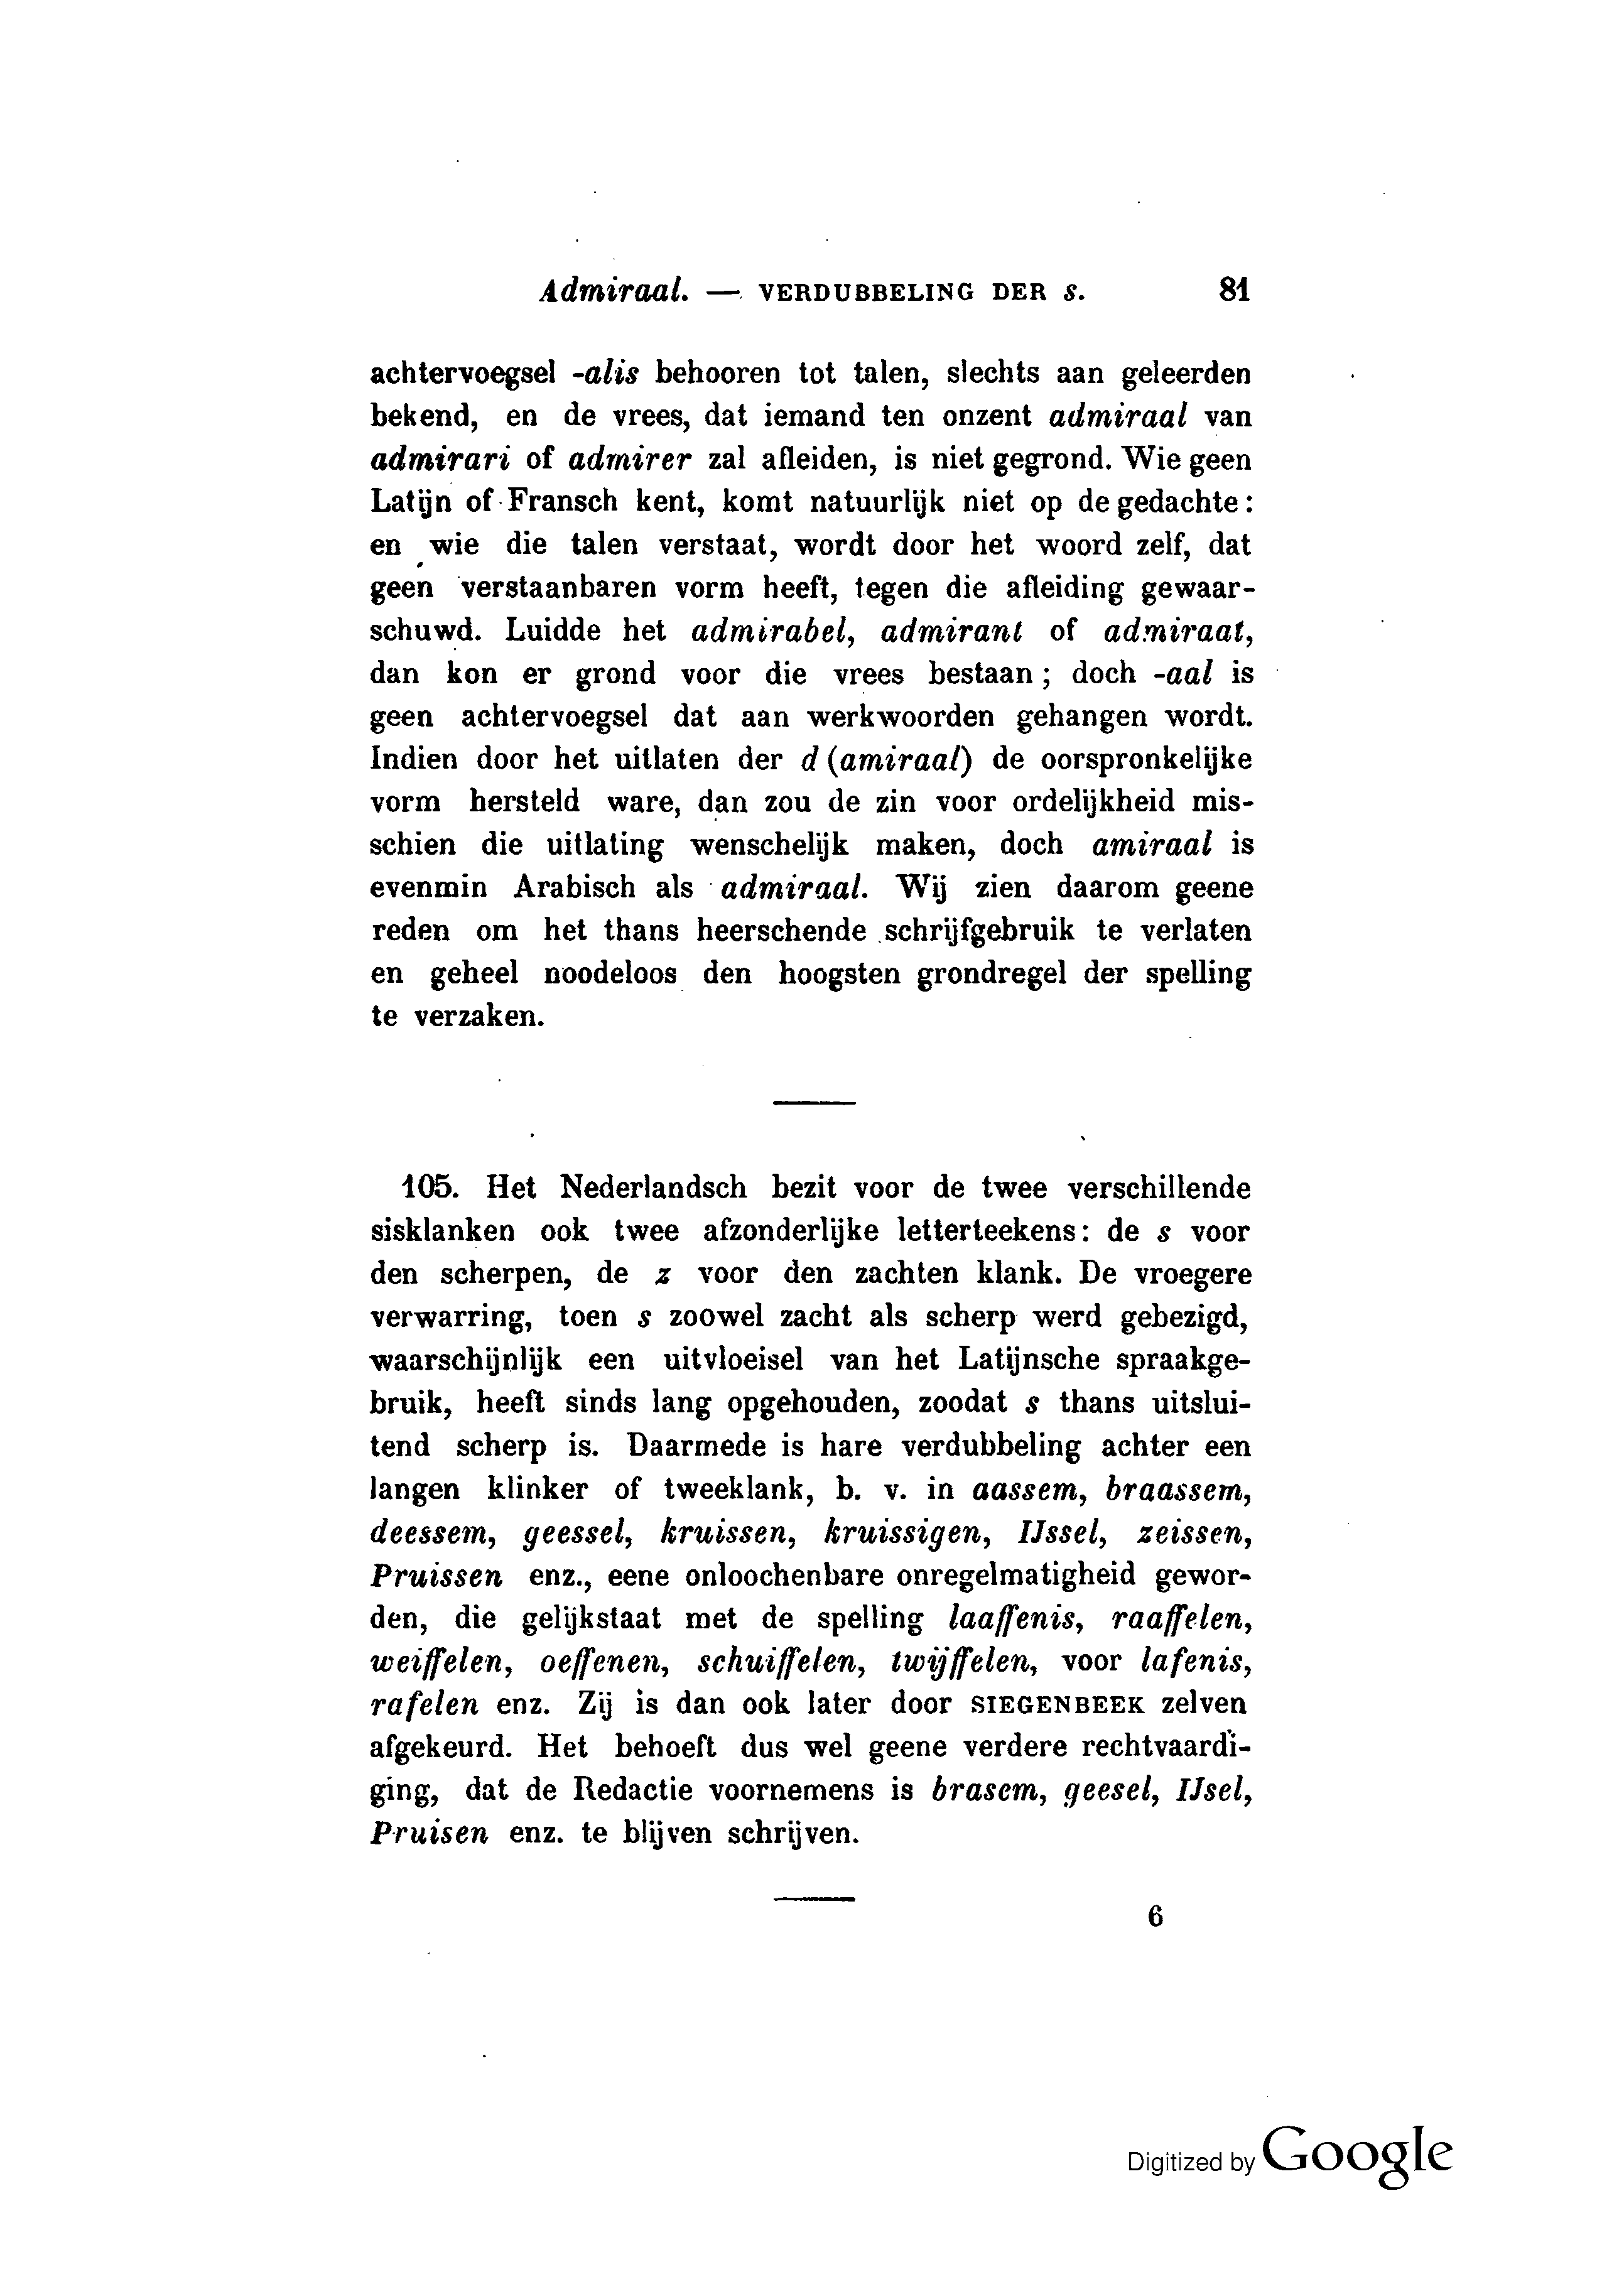 Admiraal. — VERDUBBELING DER s. 81
achtervoegsel -alis behooren tot talen, slechts aan geleerden
bekend, en de vrees, dat iemand ten onzent admiraal van
admirari of admirer zal afleiden, is niet gegrond. Wie geen
Latijn of Fransch kent, komt natuurlijk niet op de gedachte:
en wie die talen verstaat, wordt door het woord zelf, dat
geen verstaanbaren vorm heeft, tegen die afleiding gewaar-
schuwd. Luidde het admirabel, admirant of admiraat,
dan kon er grond voor die vrees bestaan; doch -aal is
geen achtervoegsel dat aan werkwoorden gehangen wordt.
Indien door het uitlaten der d (amiraal) de oorspronkelijke
vorm hersteld ware, dan zou de zin voor ordelijkheid mis-
schien die uitlating wenschelijk maken, doch amiraal is
evenmin Arabisch als admiraal. Wij zien daarom geene
reden om het thans heerschende schrijfgebruik te verlaten
en geheel noodeloos den hoogsten grondregel der spelling
te verzaken.
105. Het Nederlandsch bezit voor de twee verschillende
sisklanken ook twee afzonderlijke letterteekens: de s voor
den scherpen, de z voor den zachten klank. De vroegere
verwarring, toen s zoowel zacht als scherp werd gebezigd,
waarschijnlijk een uitvloeisel van het Latijnsche spraakge-
bruik, heeft sinds lang opgehouden, zoodat s thans uitslui-
tend scherp is. Daarmede is hare verdubbeling achter een
langen klinker of tweeklank, b. v. in aassem, braassem,
deessem, geessel, kruissen, kruissigen, IJssel, zeissen,
Pruissen enz., eene onloochenbare onregelmatigheid gewor-
den, die gelijkstaat met de spelling laaffenis, raaffelen,
weiffelen, oeffenen, schuiffelen, twijffelen, voor lafenis,
rafelen enz. Zij is dan ook later door SIEGENBEEK zelven
afgekeurd. Het behoeft dus wel geene verdere rechtvaardi-
ging, dat de Redactie voornemens is brasem, geesel, IJsel,
Pruisen enz. te blijven schrijven.
6
Digitized by Google